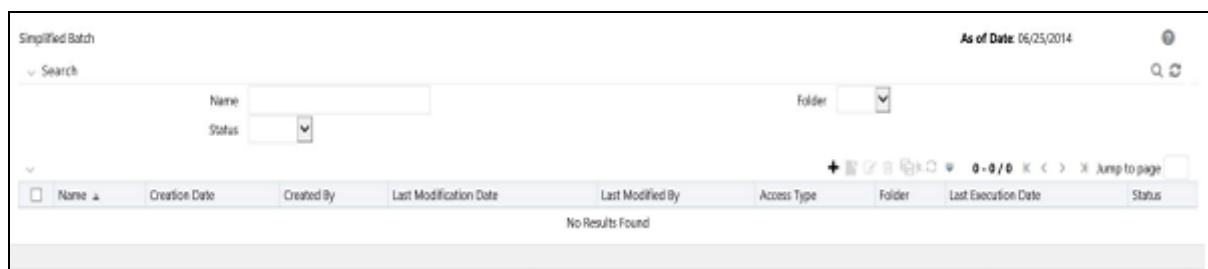 Simplified Batch As of Date: 06/25/2014
Search
Name Folder
Status
0-0/0 Jump to page
Name Creation Date Created By Last Modification Date Last Modified By Access Type Folder Last Execution Date Status
No Results Found